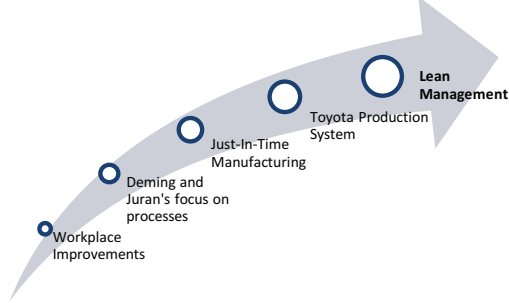 Lean
Management
Toyota Production
System
Just-In-Time
Manufacturing
Deming and
Juran's focus on
processes
Workplace
Improvements